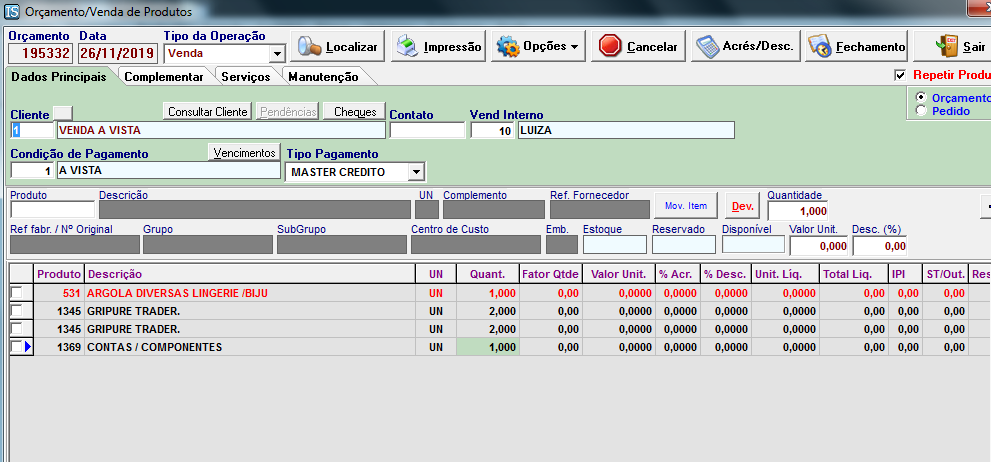 TS Orçamento/Venda de Produtos
Orçamento Data Tipo da Operação
195332 26/11/2019 Venda Localizar Impressão Opções Cancelar Acrés/Desc. Fechamento Sair
Dados Principais Complementar Serviços Manutenção Repetir Produ
Orçamento
Pedido
Consultar Cliente Pendências Cheques
Cliente Contato Vend Interno
1 VENDA A VISTA 10 LUIZA
Condição de Pagamento Vencimentos Tipo Pagamento
1 A VISTA MASTER CREDITO
Produto Descrição UN Complemento Ref. Fornecedor Mov. Item Dev. Quantidade
1,000
Ref fabr. / Nº Original Grupo SubGrupo Centro de Custo Emb. Estoque Reservado Disponível Valor Unit. Desc. (%)
0,000 0,00
Produto Descrição UN Quant. Fator Qtde Valor Unit. % Acr. % Desc. Unit. Líq. Total Liq. IPI ST/Out. Res
531 ARGOLA DIVERSAS LINGERIE /BIJU UN 1,000 0,00 0,0000 0,0000 0,0000 0,0000 0,00 0,00 0,00
1345 GRIPURE TRADER. UN 2,000 0,00 0,0000 0,0000 0,0000 0,0000 0,00 0,00 0,00
1345 GRIPURE TRADER. UN 2,000 0,00 0,0000 0,0000 0,0000 0,0000 0,00 0,00 0,00
1369 CONTAS / COMPONENTES UN 1,000 0,00 0,0000 0,0000 0,0000 0,0000 0,00 0,00 0,00